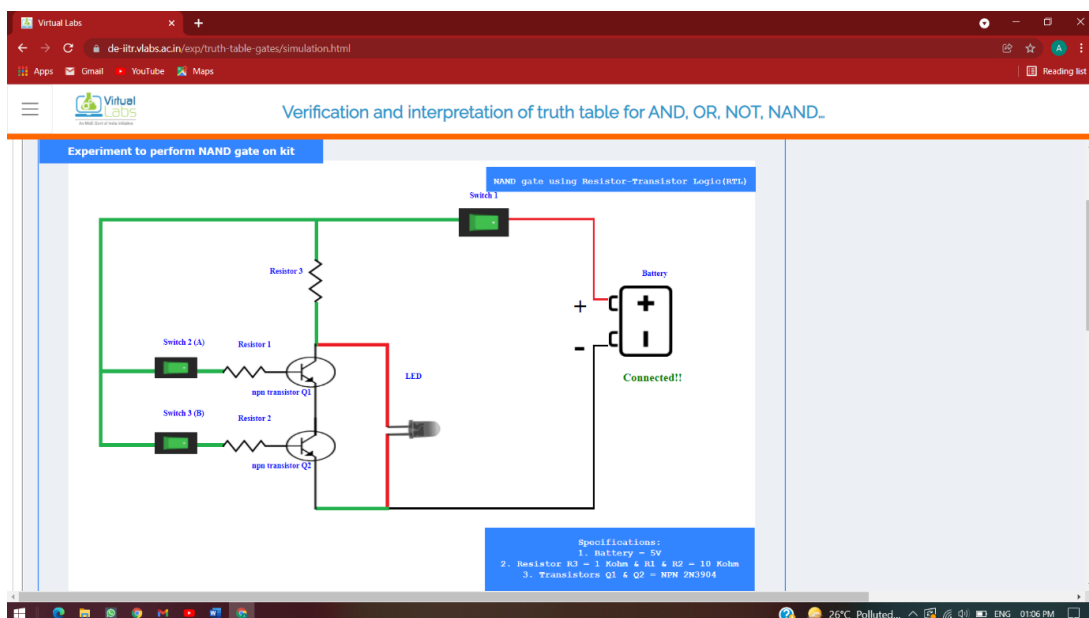 Virtual Labs
de-iitr.vlabs.ac.in/exp/truth-table-gates/simulation.html
A
Apps Gmail YouTube Maps Reading list
Virtual
Labs
Verification and interpretation of truth table for AND, OR, NOT, NAND...
Experiment to perform NAND gate on kit
NAND gate using Resistor-Transistor Logic(RTL)
Switch 1
Resistor 3
Battery
+
+
-
Switch 2 (A)
Resistor 1
LED
Connected!!
npn transistor Q1
Switch 3 (B)
Resistor 2
npn transistor Q2
Specifications:
1. Battery = 5V
2. Resistor R3 = 1 Kohm & R1 & R2 = 10 Kohm
3. Transistors Q1 & Q2 = NPN 2N3904
26°C Polluted... ENG 01:06 PM